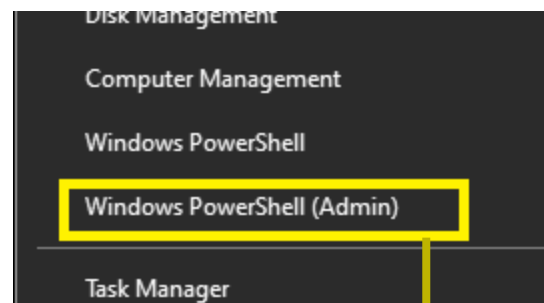 Disk Management
Computer Management
Windows PowerShell
Windows PowerShell (Admin)
Task Manager